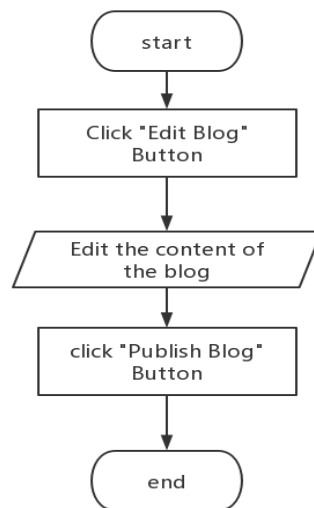 start
Click "Edit Blog"
Button
Edit the content of
the blog
click "Publish Blog"
Button
end